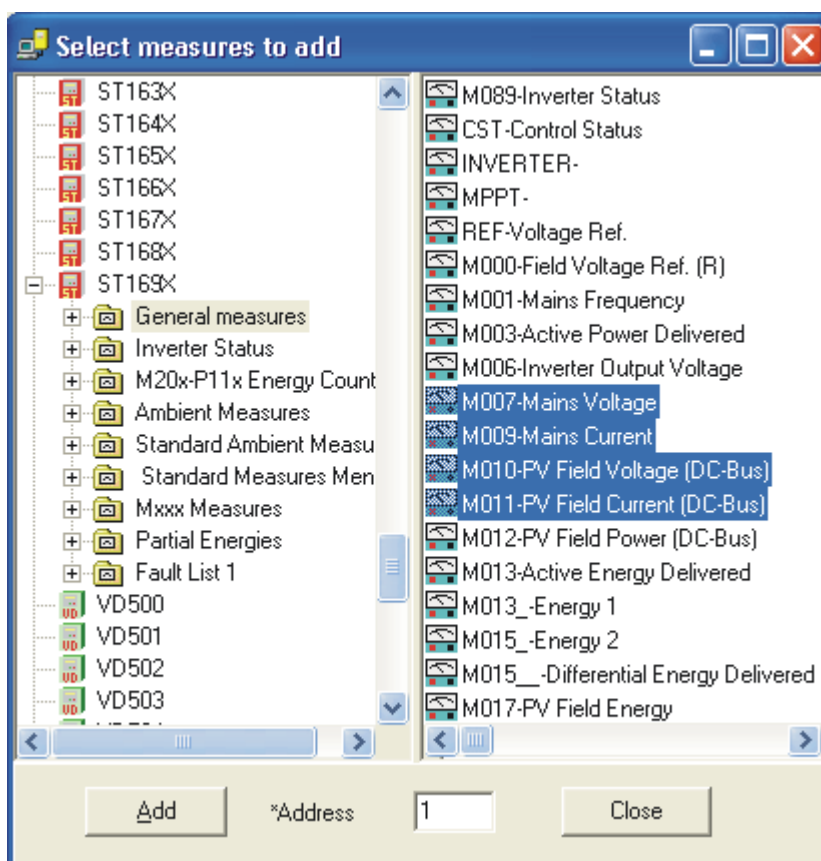 Select measures to add
ST163X
ST164X
ST165X
ST166X
ST167X
ST168X
ST169X
General measures
Inverter Status
M20x-P11x Energy Count
Ambient Measures
Standard Ambient Measu
Standard Measures Men
Mxxx Measures
Partial Energies
Fault List 1
VD500
VD501
VD502
VD503
M089-Inverter Status
CST-Control Status
INVERTER-
MPPT-
REF-Voltage Ref.
M000-Field Voltage Ref. (R)
M001-Mains Frequency
M003-Active Power Delivered
M006-Inverter Output Voltage
M007-Mains Voltage
M009-Mains Current
M010-PV Field Voltage (DC-Bus)
M011-PV Field Current (DC-Bus)
M012-PV Field Power (DC-Bus)
M013-Active Energy Delivered
M013_-Energy 1
M015_-Energy 2
M015__-Differential Energy Delivered
M017-PV Field Energy
Add *Address 1 Close